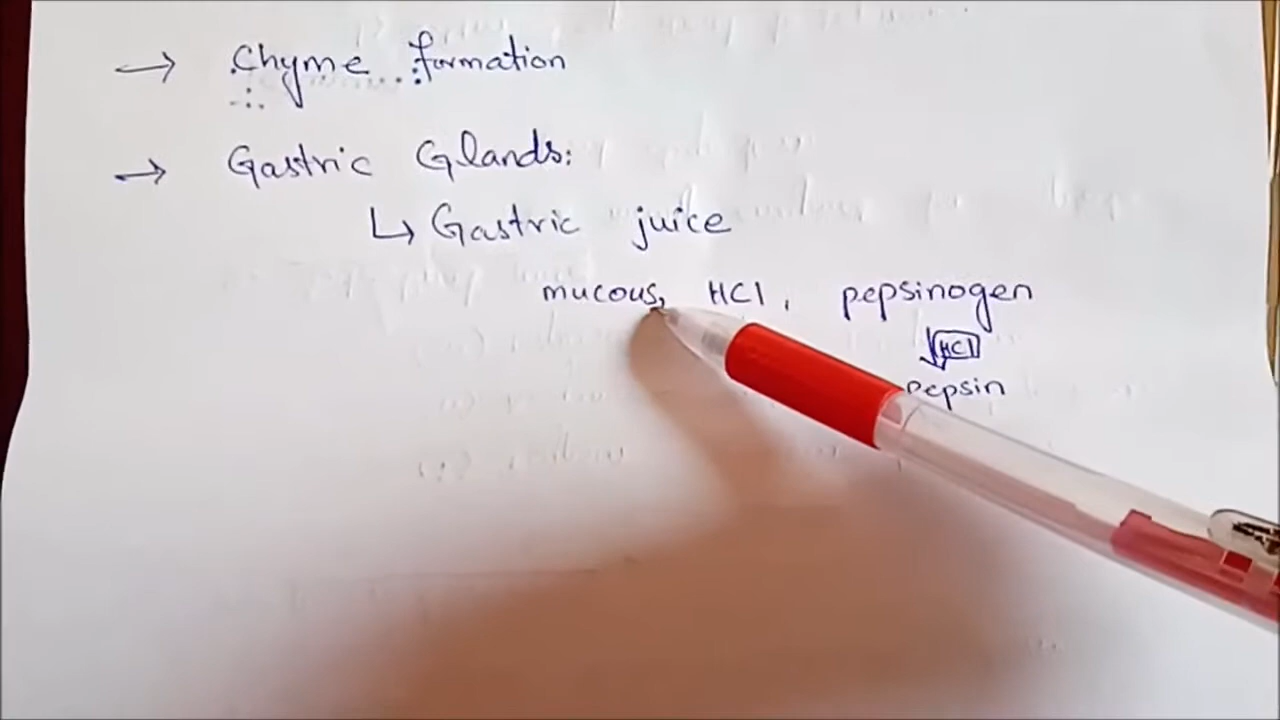 → Chyme formation
→ Gastric Glands:
↳ Gastric juice
mucous, HCl, pepsinogen
↓ HCl
pepsin